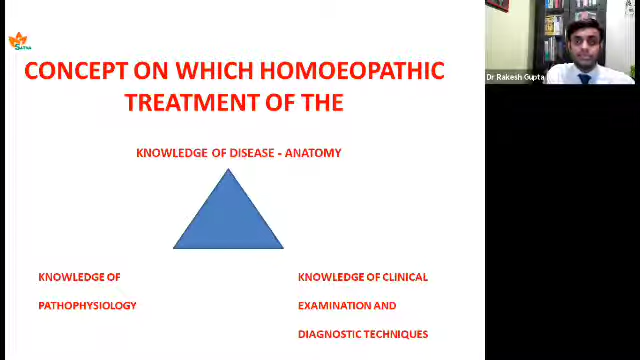 CONCEPT ON WHICH HOMOEOPATHIC
TREATMENT OF THE
KNOWLEDGE OF DISEASE - ANATOMY
KNOWLEDGE OF
PATHOPHYSIOLOGY
KNOWLEDGE OF CLINICAL
EXAMINATION AND
DIAGNOSTIC TECHNIQUES
Dr Rakesh Gupta